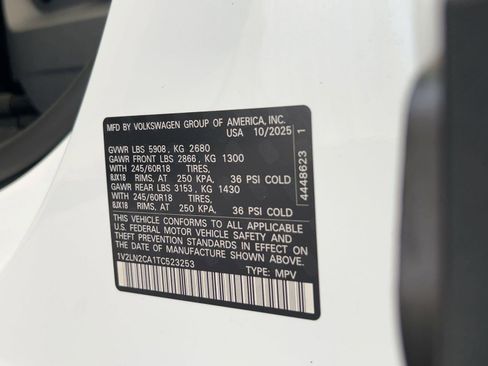 MFD BY VOLKSWAGEN GROUP OF AMERICA, INC.
USA 10/2025
GVWR LBS 5908, KG 2680
GAWR FRONT LBS 2866, KG 1300
WITH 245/60R18 TIRES,
8JX18 RIMS, AT 250 KPA, 36 PSI COLD
GAWR REAR LBS 3153, KG 1430
WITH 245/60R18 TIRES,
8JX18 RIMS, AT 250 KPA, 36 PSI COLD
THIS VEHICLE CONFORMS TO ALL APPLICABLE
U.S. FEDERAL MOTOR VEHICLE SAFETY AND
THEFT PREVENTION STANDARDS IN EFFECT ON
THE DATE OF MANUFACTURE SHOWN ABOVE.
1V2LN2CA1TC523253 TYPE: MPV
4448623 1